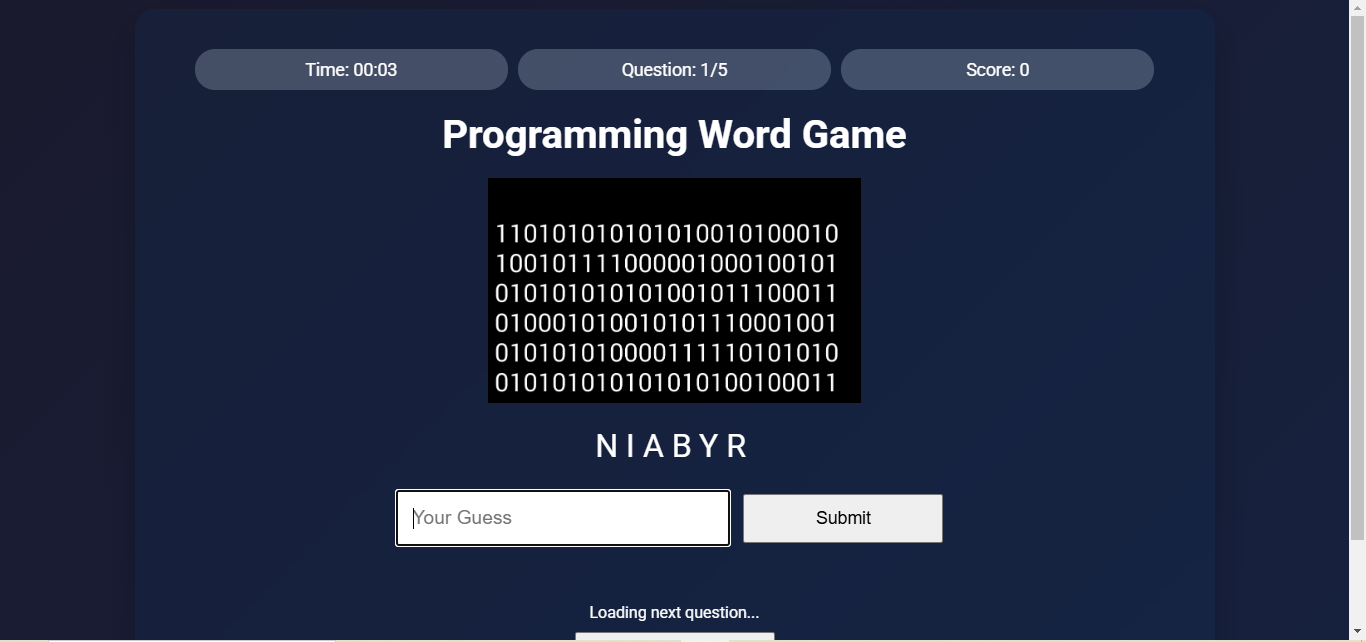 Time: 00:03
Question: 1/5
Score: 0
Programming Word Game
110101010101010010100010
100101111000001000100101
010101010101001011100011
010001010010101110001001
010101010000111110101010
010101010101010100100011
N I A B Y R
Your Guess
Submit
Loading next question...